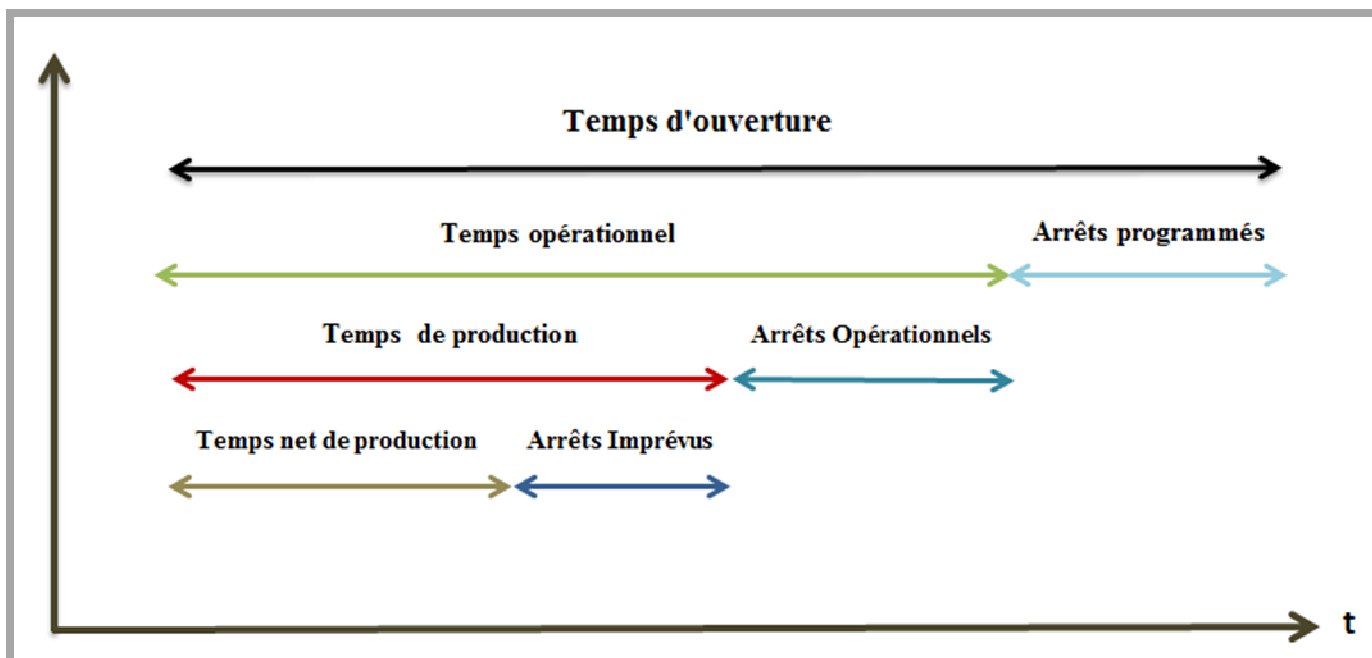 Temps d'ouverture
Temps opérationnel
Arrêts programmés
Temps de production
Arrêts Opérationnels
Temps net de production
Arrêts Imprévus
t